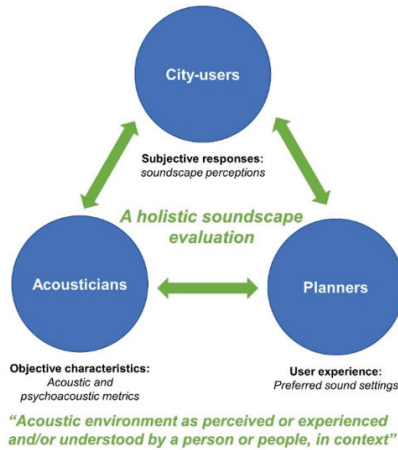 City-users
Subjective responses:
soundscape perceptions
A holistic soundscape
evaluation
Acousticians
Planners
Objective characteristics:
Acoustic and
psychoacoustic metrics
User experience:
Preferred sound settings
“Acoustic environment as perceived or experienced
and/or understood by a person or people, in context”